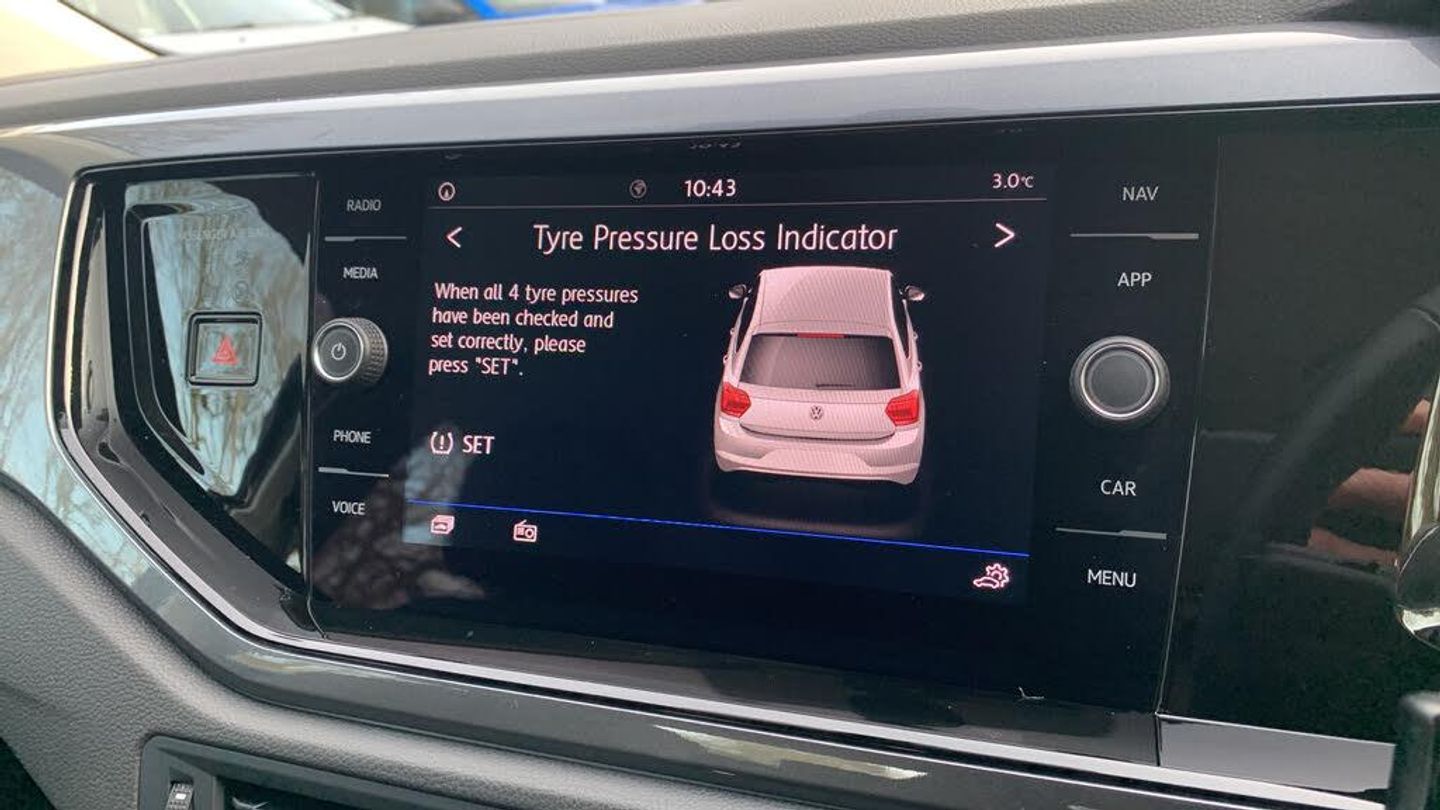 RADIO
MEDIA
PHONE
VOICE
10:43
3.0°C
< Tyre Pressure Loss Indicator >
When all 4 tyre pressures
have been checked and
set correctly, please
press "SET".
SET
NAV
APP
CAR
MENU